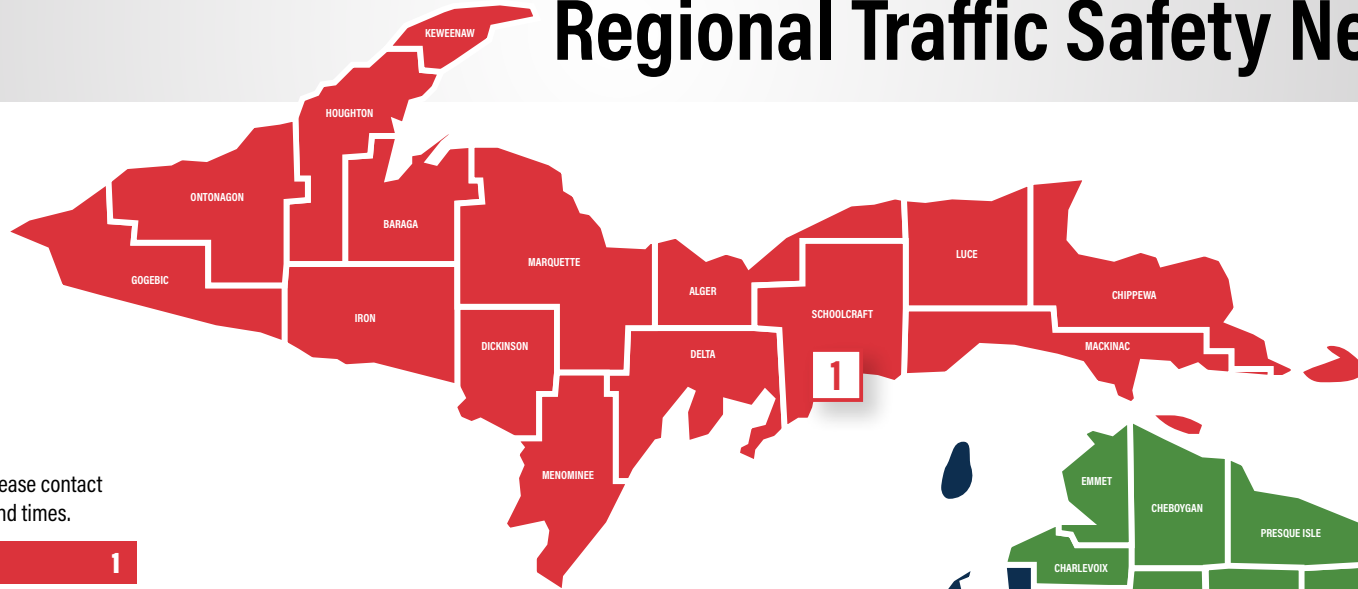 Regional Traffic Safety Ne
KEWEENAW
HOUGHTON
ONTONAGON
BARAGA
GOGEBIC
MARQUETTE
LUCE
ALGER
CHIPPEWA
IRON
SCHOOLCRAFT
DICKINSON
DELTA
MACKINAC
1
MENOMINEE
EMMET
CHEBOYGAN
PRESQUE ISLE
CHARLEVOIX
ease contact
nd times.
1